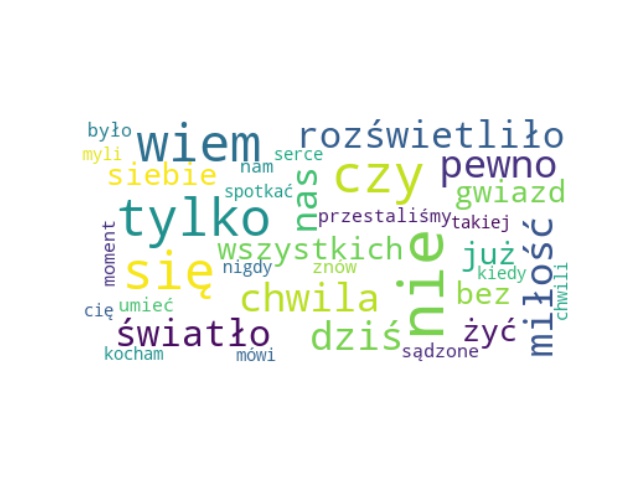 było
wiem
rozświetliło
myli
siebie
nam
serce
czy
pewno
spotkać
nas
gwiazd
tylko
przestaliśmy
takiej
moment
wszystkich
nie
już
miłość
się
nigdy
znów
kiedy
chwili
cię
umieć
chwila
bez
światło
dziś
żyć
kocham
mówi
sądzone